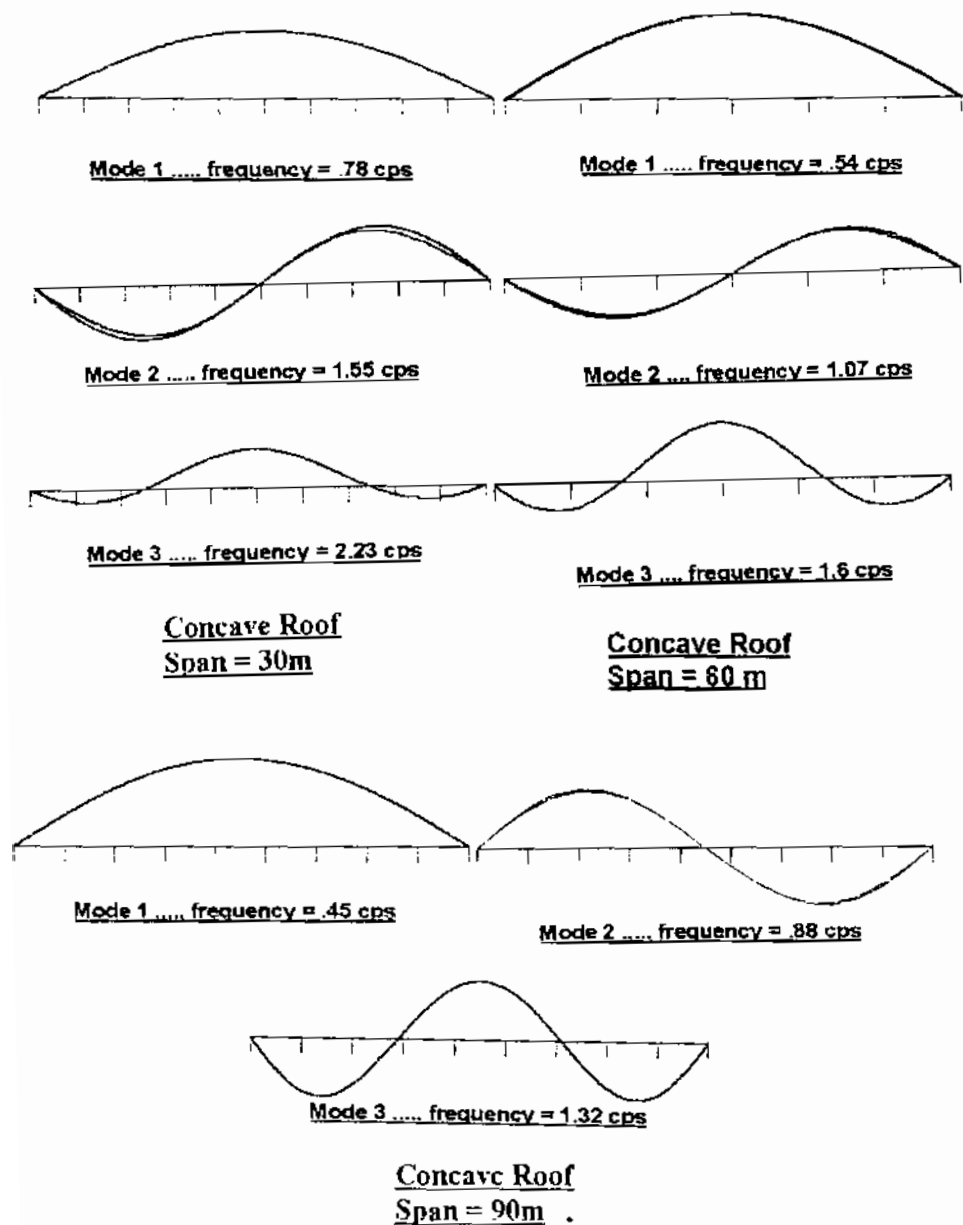 Mode 1 ..... frequency = .78 cps
Mode 1 ..... frequency = .54 cps
Mode 2 ..... frequency = 1.55 cps
Mode 2 .... frequency = 1.07 cps
Mode 3 ..... frequency = 2.23 cps
Mode 3 .... frequency = 1.6 cps
Concave Roof
Span = 30m
Concave Roof
Span = 60 m
Mode 1 ..... frequency = .45 cps
Mode 2 ..... frequency = .88 cps
Mode 3 ..... frequency = 1.32 cps
Concave Roof
Span = 90m .